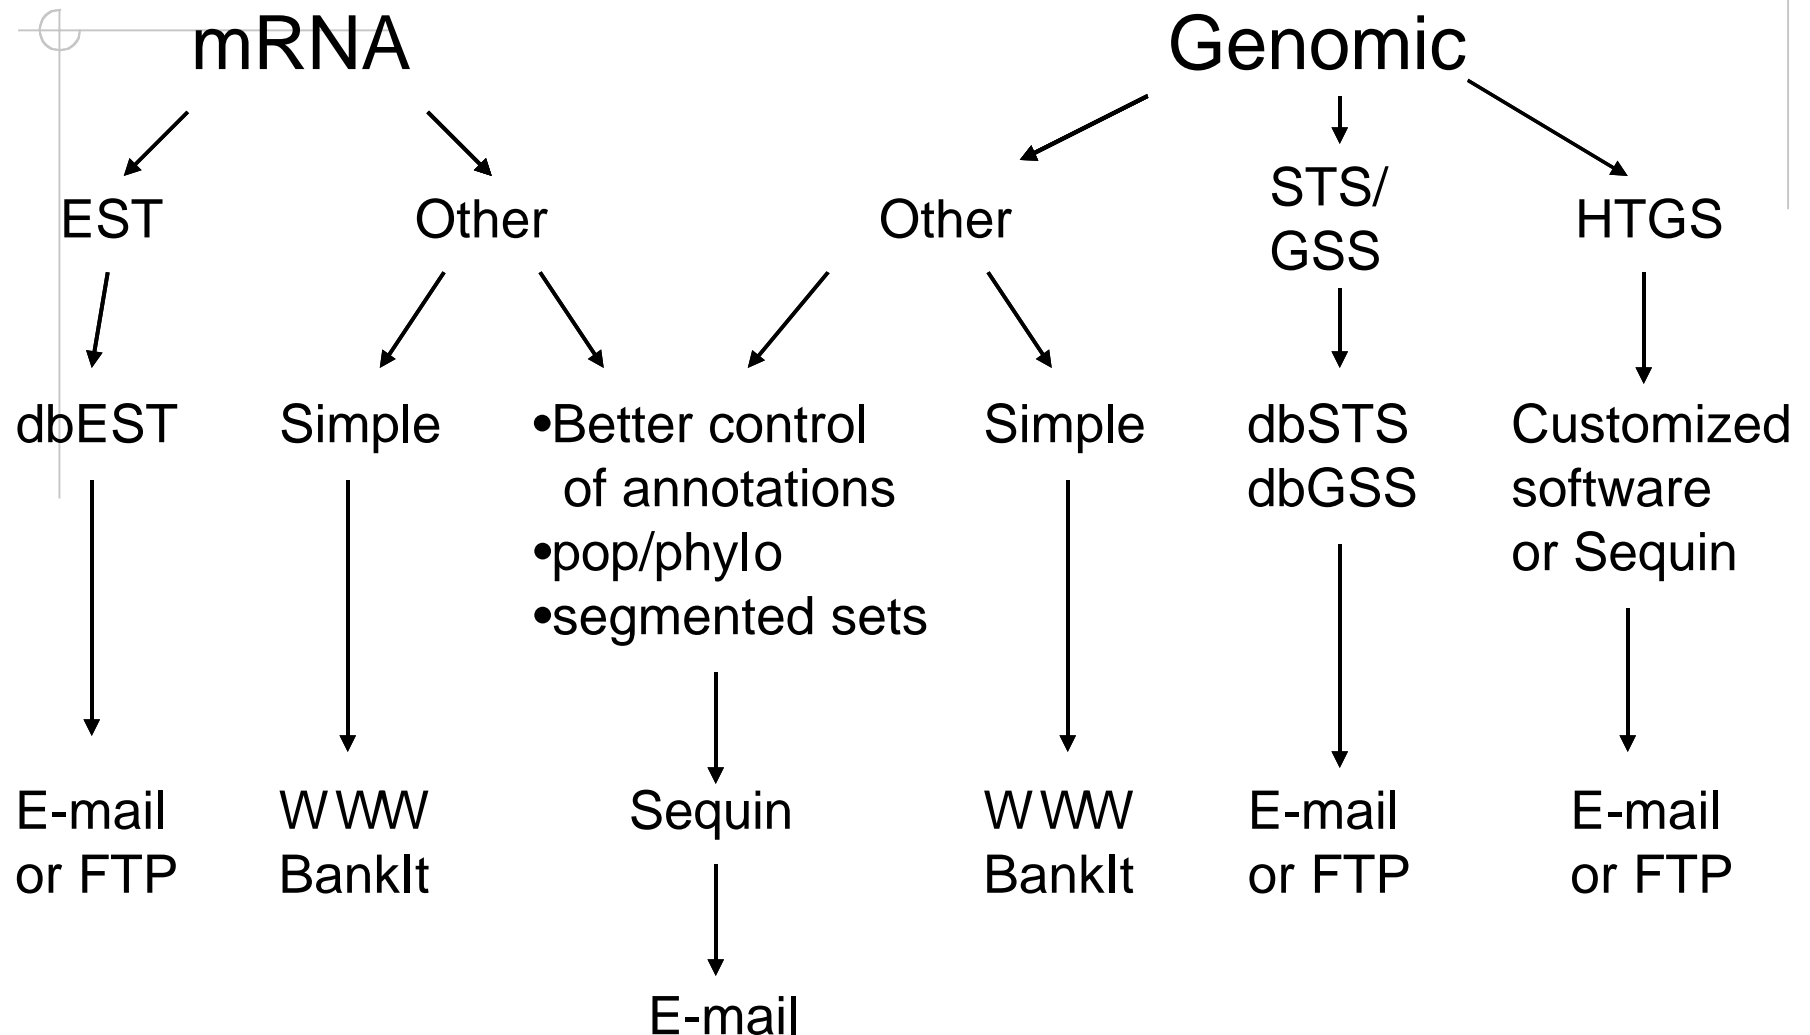 mRNA
Genomic
EST
Other
Other
STS/
GSS
HTGS
dbEST
Simple
•Better control
of annotations
•pop/phylo
•segmented sets
Simple
dbSTS
dbGSS
Customized
software
or Sequin
E-mail
or FTP
WWW
BankIt
Sequin
WWW
BankIt
E-mail
or FTP
E-mail
or FTP
E-mail